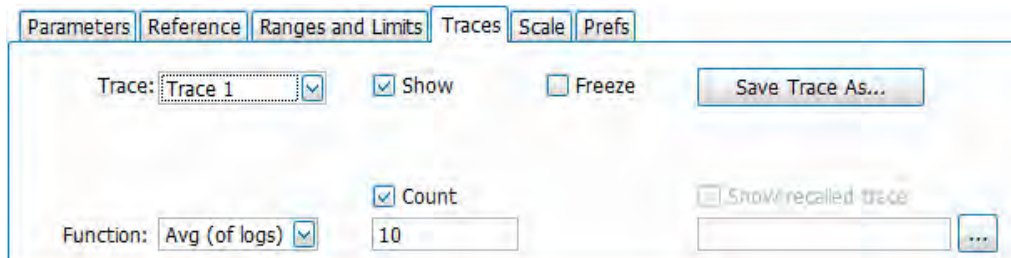 Parameters Reference Ranges and Limits Traces Scale Prefs
Trace: Trace 1 Show Freeze Save Trace As...
Count Show recalled trace
Function: Avg (of logs) 10 ...